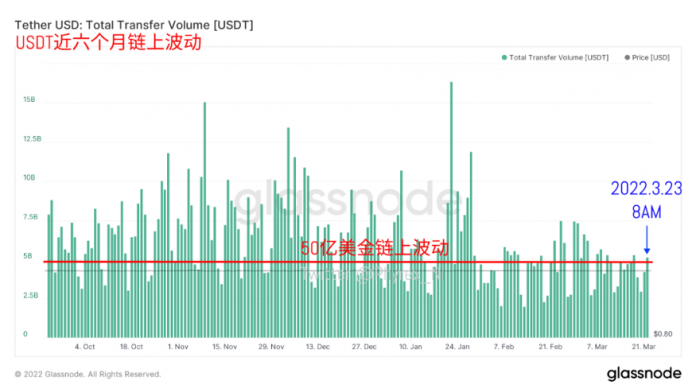 Tether USD: Total Transfer Volume [USDT]
USDT近六个月链上波动
Total Transfer Volume [USDT] Price [USD]
15B
12.5B
10B
7.5B
5B
2.5B
0
glassnode
2022.3.23
8AM
50亿美金链上波动
$0.80
4. Oct 18. Oct 1. Nov 15. Nov 29. Nov 13. Dec 27. Dec 10. Jan 24. Jan 7. Feb 21. Feb 7. Mar 21. Mar
© 2022 Glassnode. All Rights Reserved.
glassnode